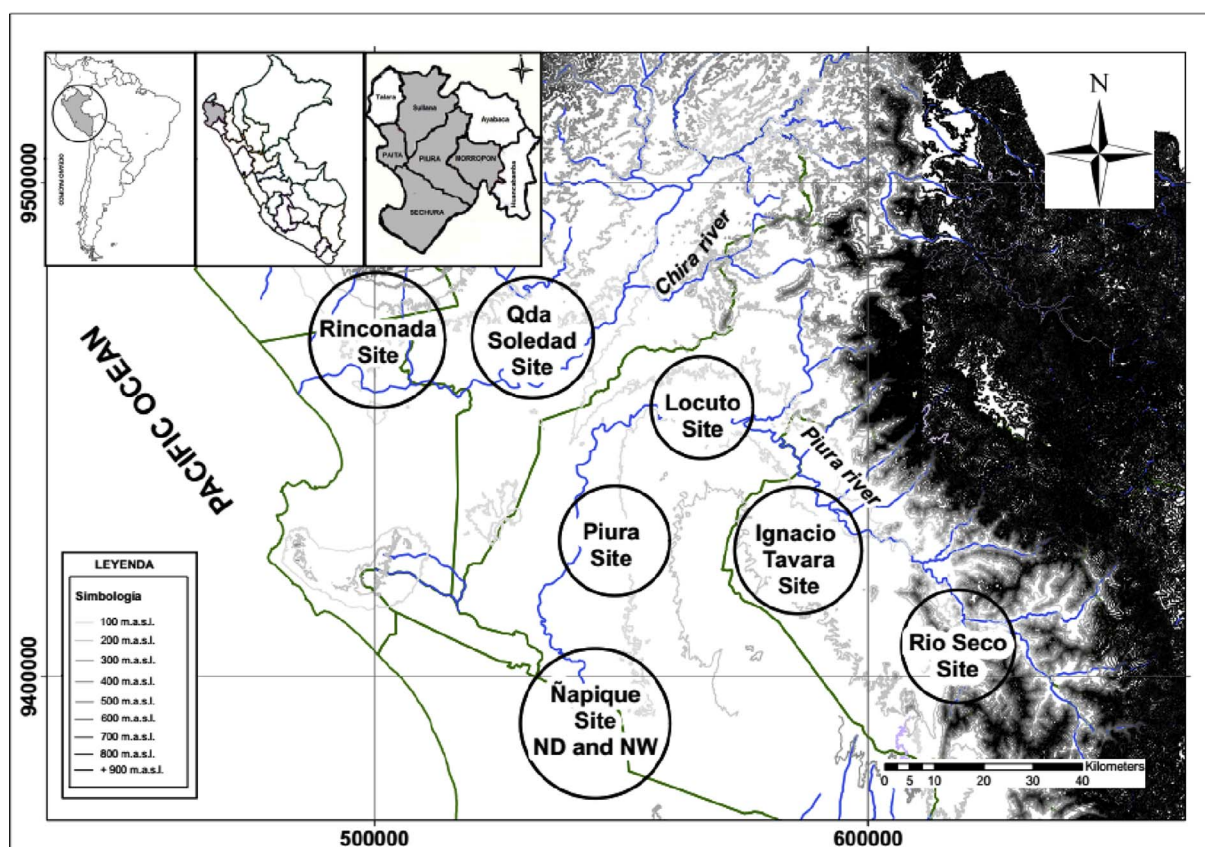 OCEANO PACIFICO
Talara
Sullana
Ayabaca
PAITA
PIURA
MORROPON
Huancabamba
SECHURA
N
9500000
9400000
500000
600000
PACIFIC OCEAN
Chira river
Piura river
Rinconada
Site
Qda
Soledad
Site
Locuto
Site
Piura
Site
Ignacio
Tavara
Site
Rio Seco
Site
Ñapique
Site
ND and NW
LEYENDA
Simbología
100 m.a.s.l.
200 m.a.s.l.
300 m.a.s.l.
400 m.a.s.l.
500 m.a.s.l.
600 m.a.s.l.
700 m.a.s.l.
800 m.a.s.l.
+ 900 m.a.s.l.
Kilometers
0 5 10 20 30 40